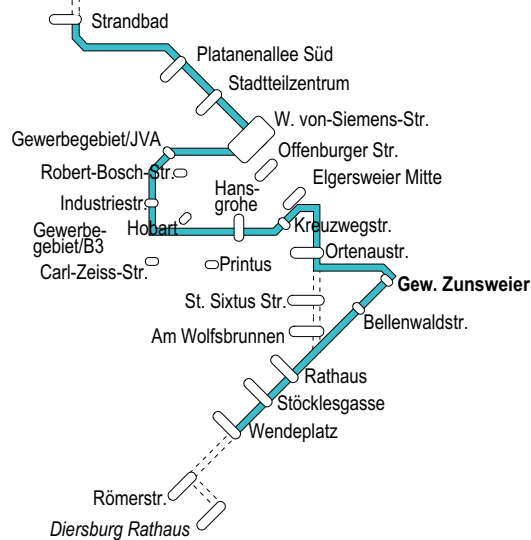 Strandbad
Platanenallee Süd
Stadtteilzentrum
W. von-Siemens-Str.
Gewerbegebiet/JVA
Offenburger Str.
Robert-Bosch-Str.
Elgersweier Mitte
Hans-
grohe
Industriestr.
Hobart
Kreuzwegstr.
Gewerbe-
gebiet/B3
Ortenaustr.
Carl-Zeiss-Str.
Printus
Gew. Zunsweier
St. Sixtus Str.
Bellenwaldstr.
Am Wolfsbrunnen
Rathaus
Stöcklesgasse
Wendeplatz
Römerstr.
Diersburg Rathaus